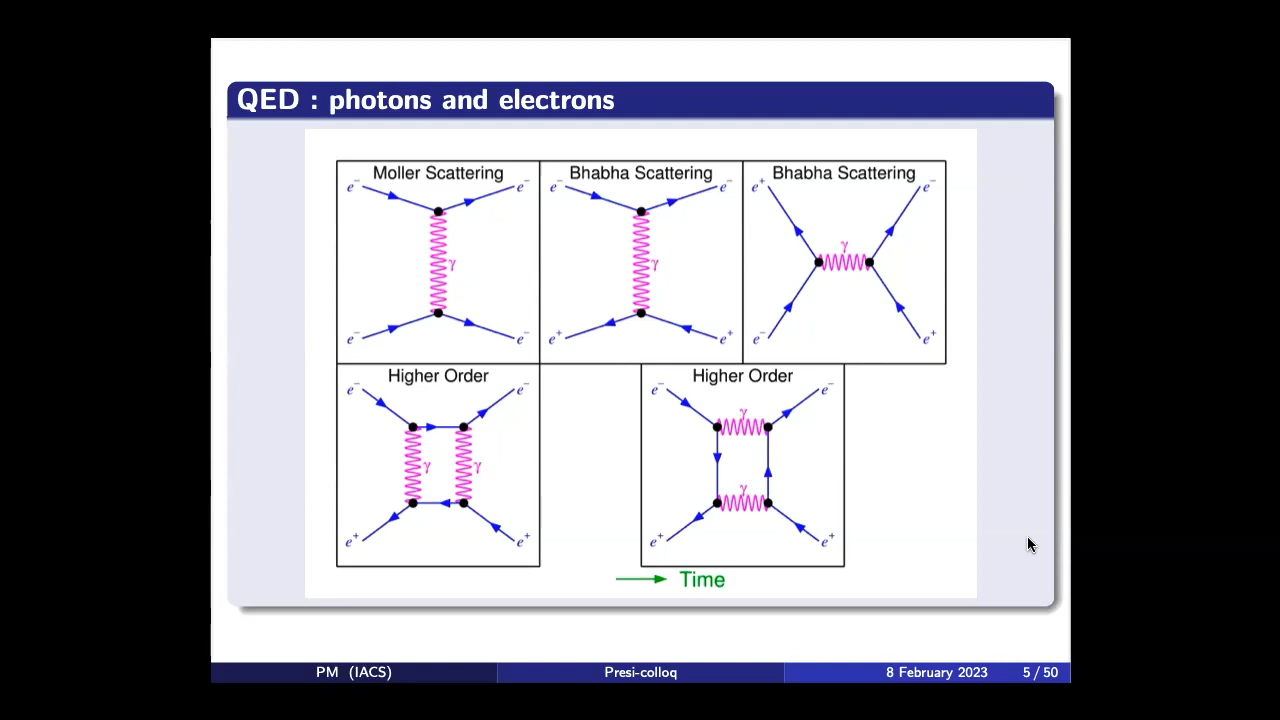 QED : photons and electrons
Moller Scattering
e⁻ e⁻
γ
e⁻ e⁻
Bhabha Scattering
e⁻ e⁻
γ
e⁺ e⁺
Bhabha Scattering
e⁺ e⁻
γ
e⁻ e⁺
Higher Order
e⁻ e⁻
γ γ
e⁺ e⁺
Higher Order
e⁻ e⁻
γ
γ
e⁺ e⁺
Time
PM (IACS) Presi-colloq 8 February 2023 5 / 50